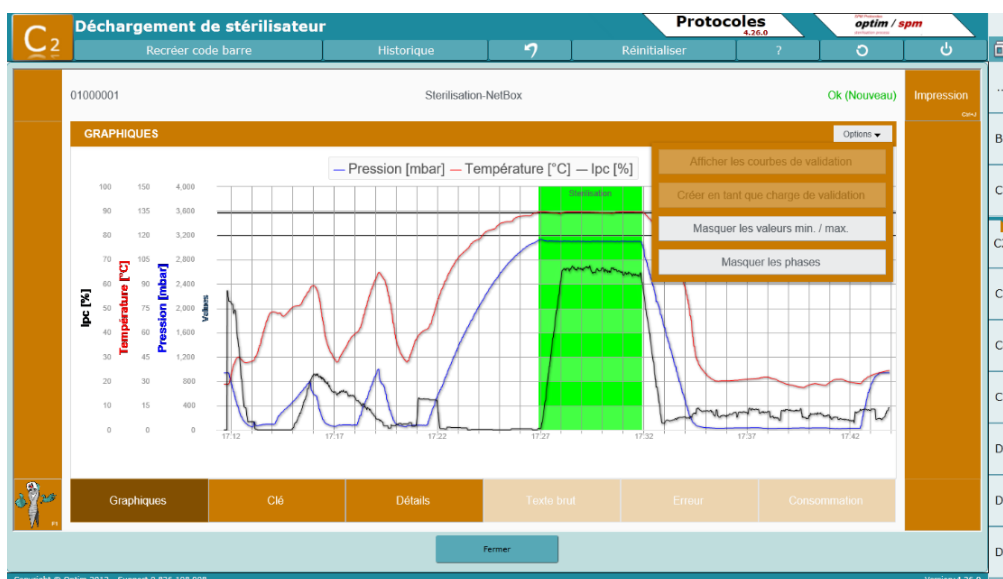 C2
Déchargement de stérilisateur
Protocoles
4.26.0
optim / spm
Recréer code barre
Historique
Réinitialiser
?
01000001
Sterilisation-NetBox
Ok (Nouveau)
Impression
Ctrl+J
GRAPHIQUES
Options
Afficher les courbes de validation
Créer en tant que charge de validation
Masquer les valeurs min. / max.
Masquer les phases
Pression [mbar] Température [°C] Ipc [%]
Sterilisation
100 150 4,000
90 135 3,600
80 120 3,200
70 105 2,800
60 90 2,400
50 75 2,000
40 60 1,600
30 45 1,200
20 30 800
10 15 400
0 0 0
Ipc [%]
Température [°C]
Pression [mbar]
Values
17:12 17:17 17:22 17:27 17:32 17:37 17:42
F1
Graphiques
Clé
Détails
Texte brut
Erreur
Consommation
Fermer